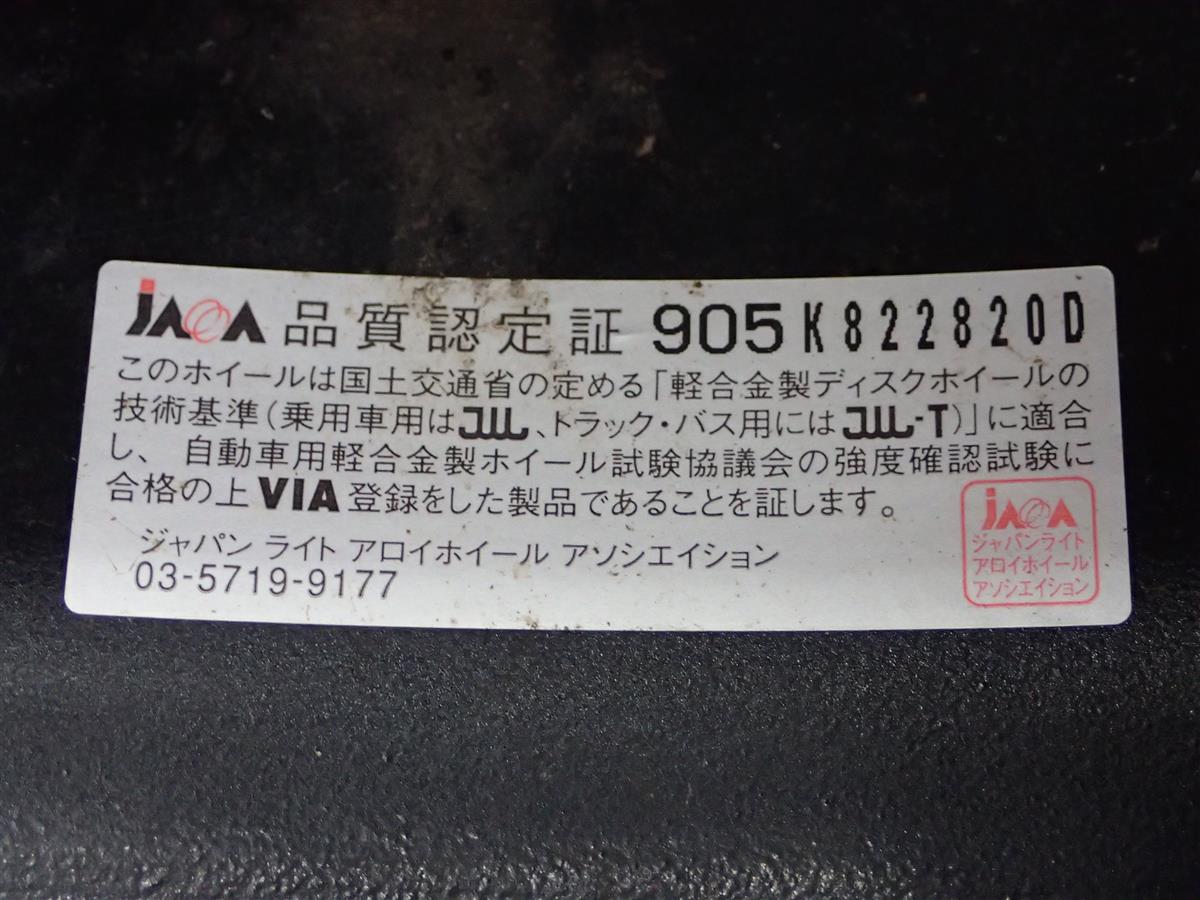 JAWA 品質認定証 905K822820D
このホイールは国土交通省の定める「軽合金製ディスクホイールの
技術基準(乗用車用はJWL、トラック・バス用にはJWL-T)」に適合
し、自動車用軽合金製ホイール試験協議会の強度確認試験に
合格の上VIA登録をした製品であることを証します。
ジャパン ライト アロイホイール アソシエイション
03-5719-9177
JAWA
ジャパンライト
アロイホイール
アソシエイション